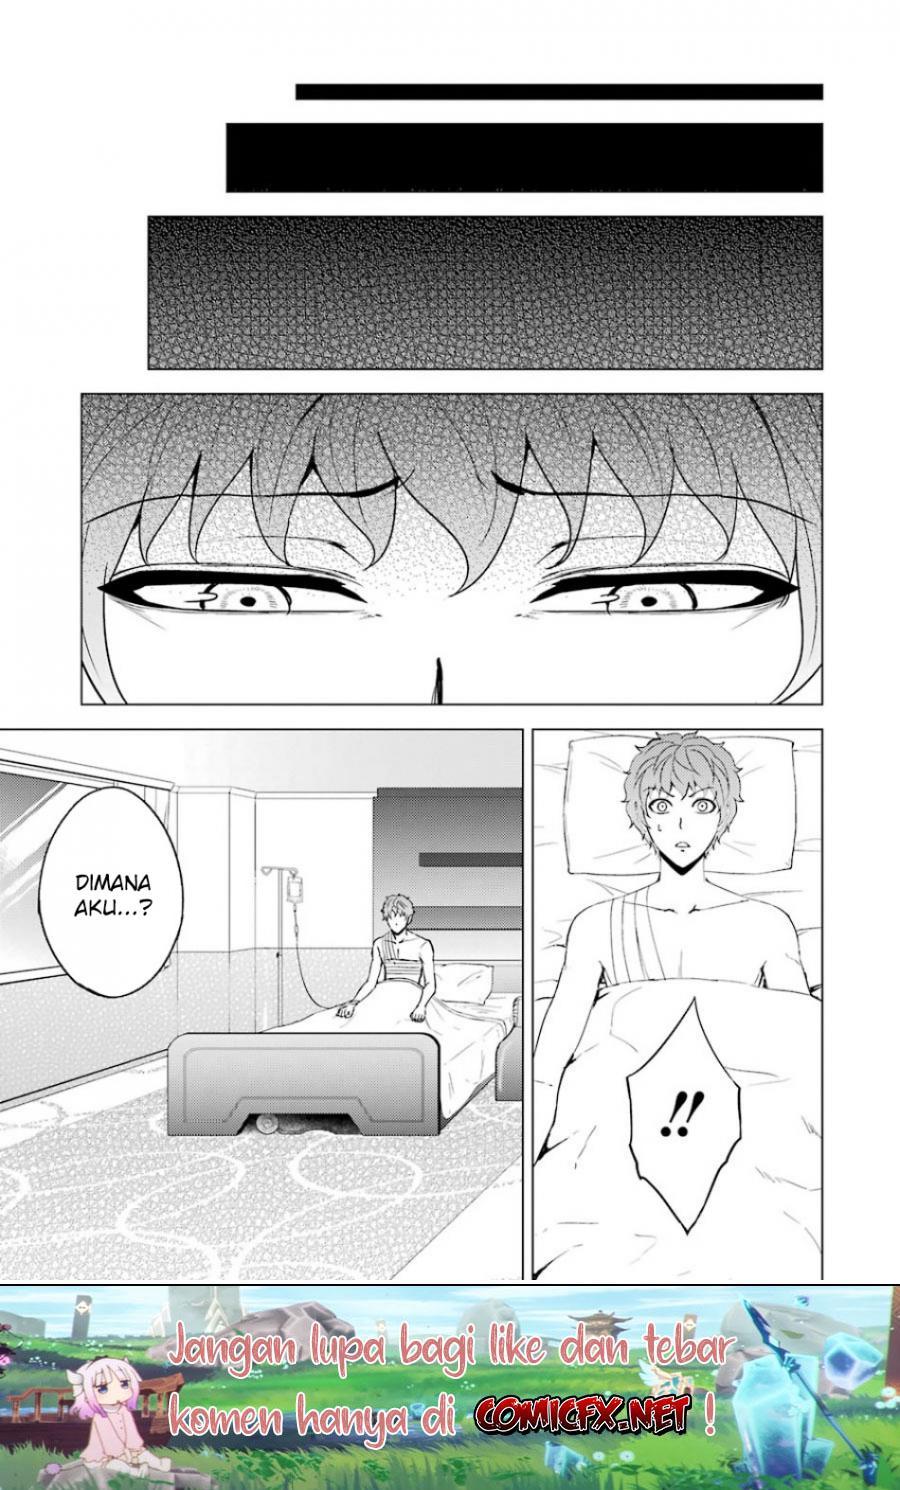 !!
DIMANA
AKU...?
Jangan lupa bagi like dan tebar
komen hanya di COMICFX.NET !